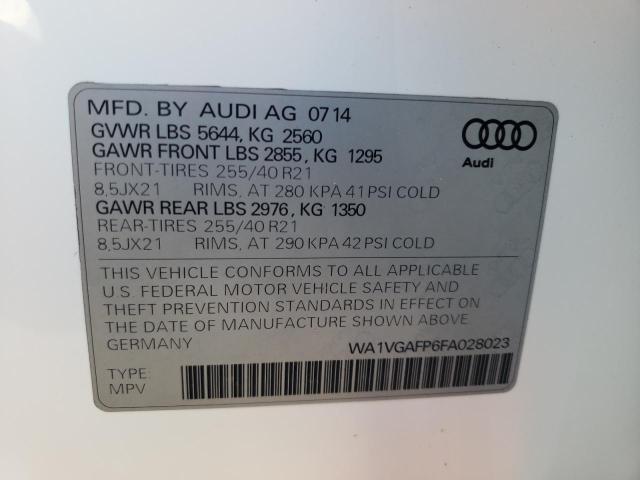 MFD. BY AUDI AG 07 14
GVWR LBS 5644, KG 2560
GAWR FRONT LBS 2855, KG 1295
FRONT-TIRES 255/40 R21
8,5JX21 RIMS, AT 280 KPA 41 PSI COLD
GAWR REAR LBS 2976, KG 1350
REAR-TIRES 255/40 R21
8,5JX21 RIMS, AT 290 KPA 42 PSI COLD
Audi
THIS VEHICLE CONFORMS TO ALL APPLICABLE
U.S. FEDERAL MOTOR VEHICLE SAFETY AND
THEFT PREVENTION STANDARDS IN EFFECT ON
THE DATE OF MANUFACTURE SHOWN ABOVE.
GERMANY WA1VGAFP6FA028023
TYPE:
MPV